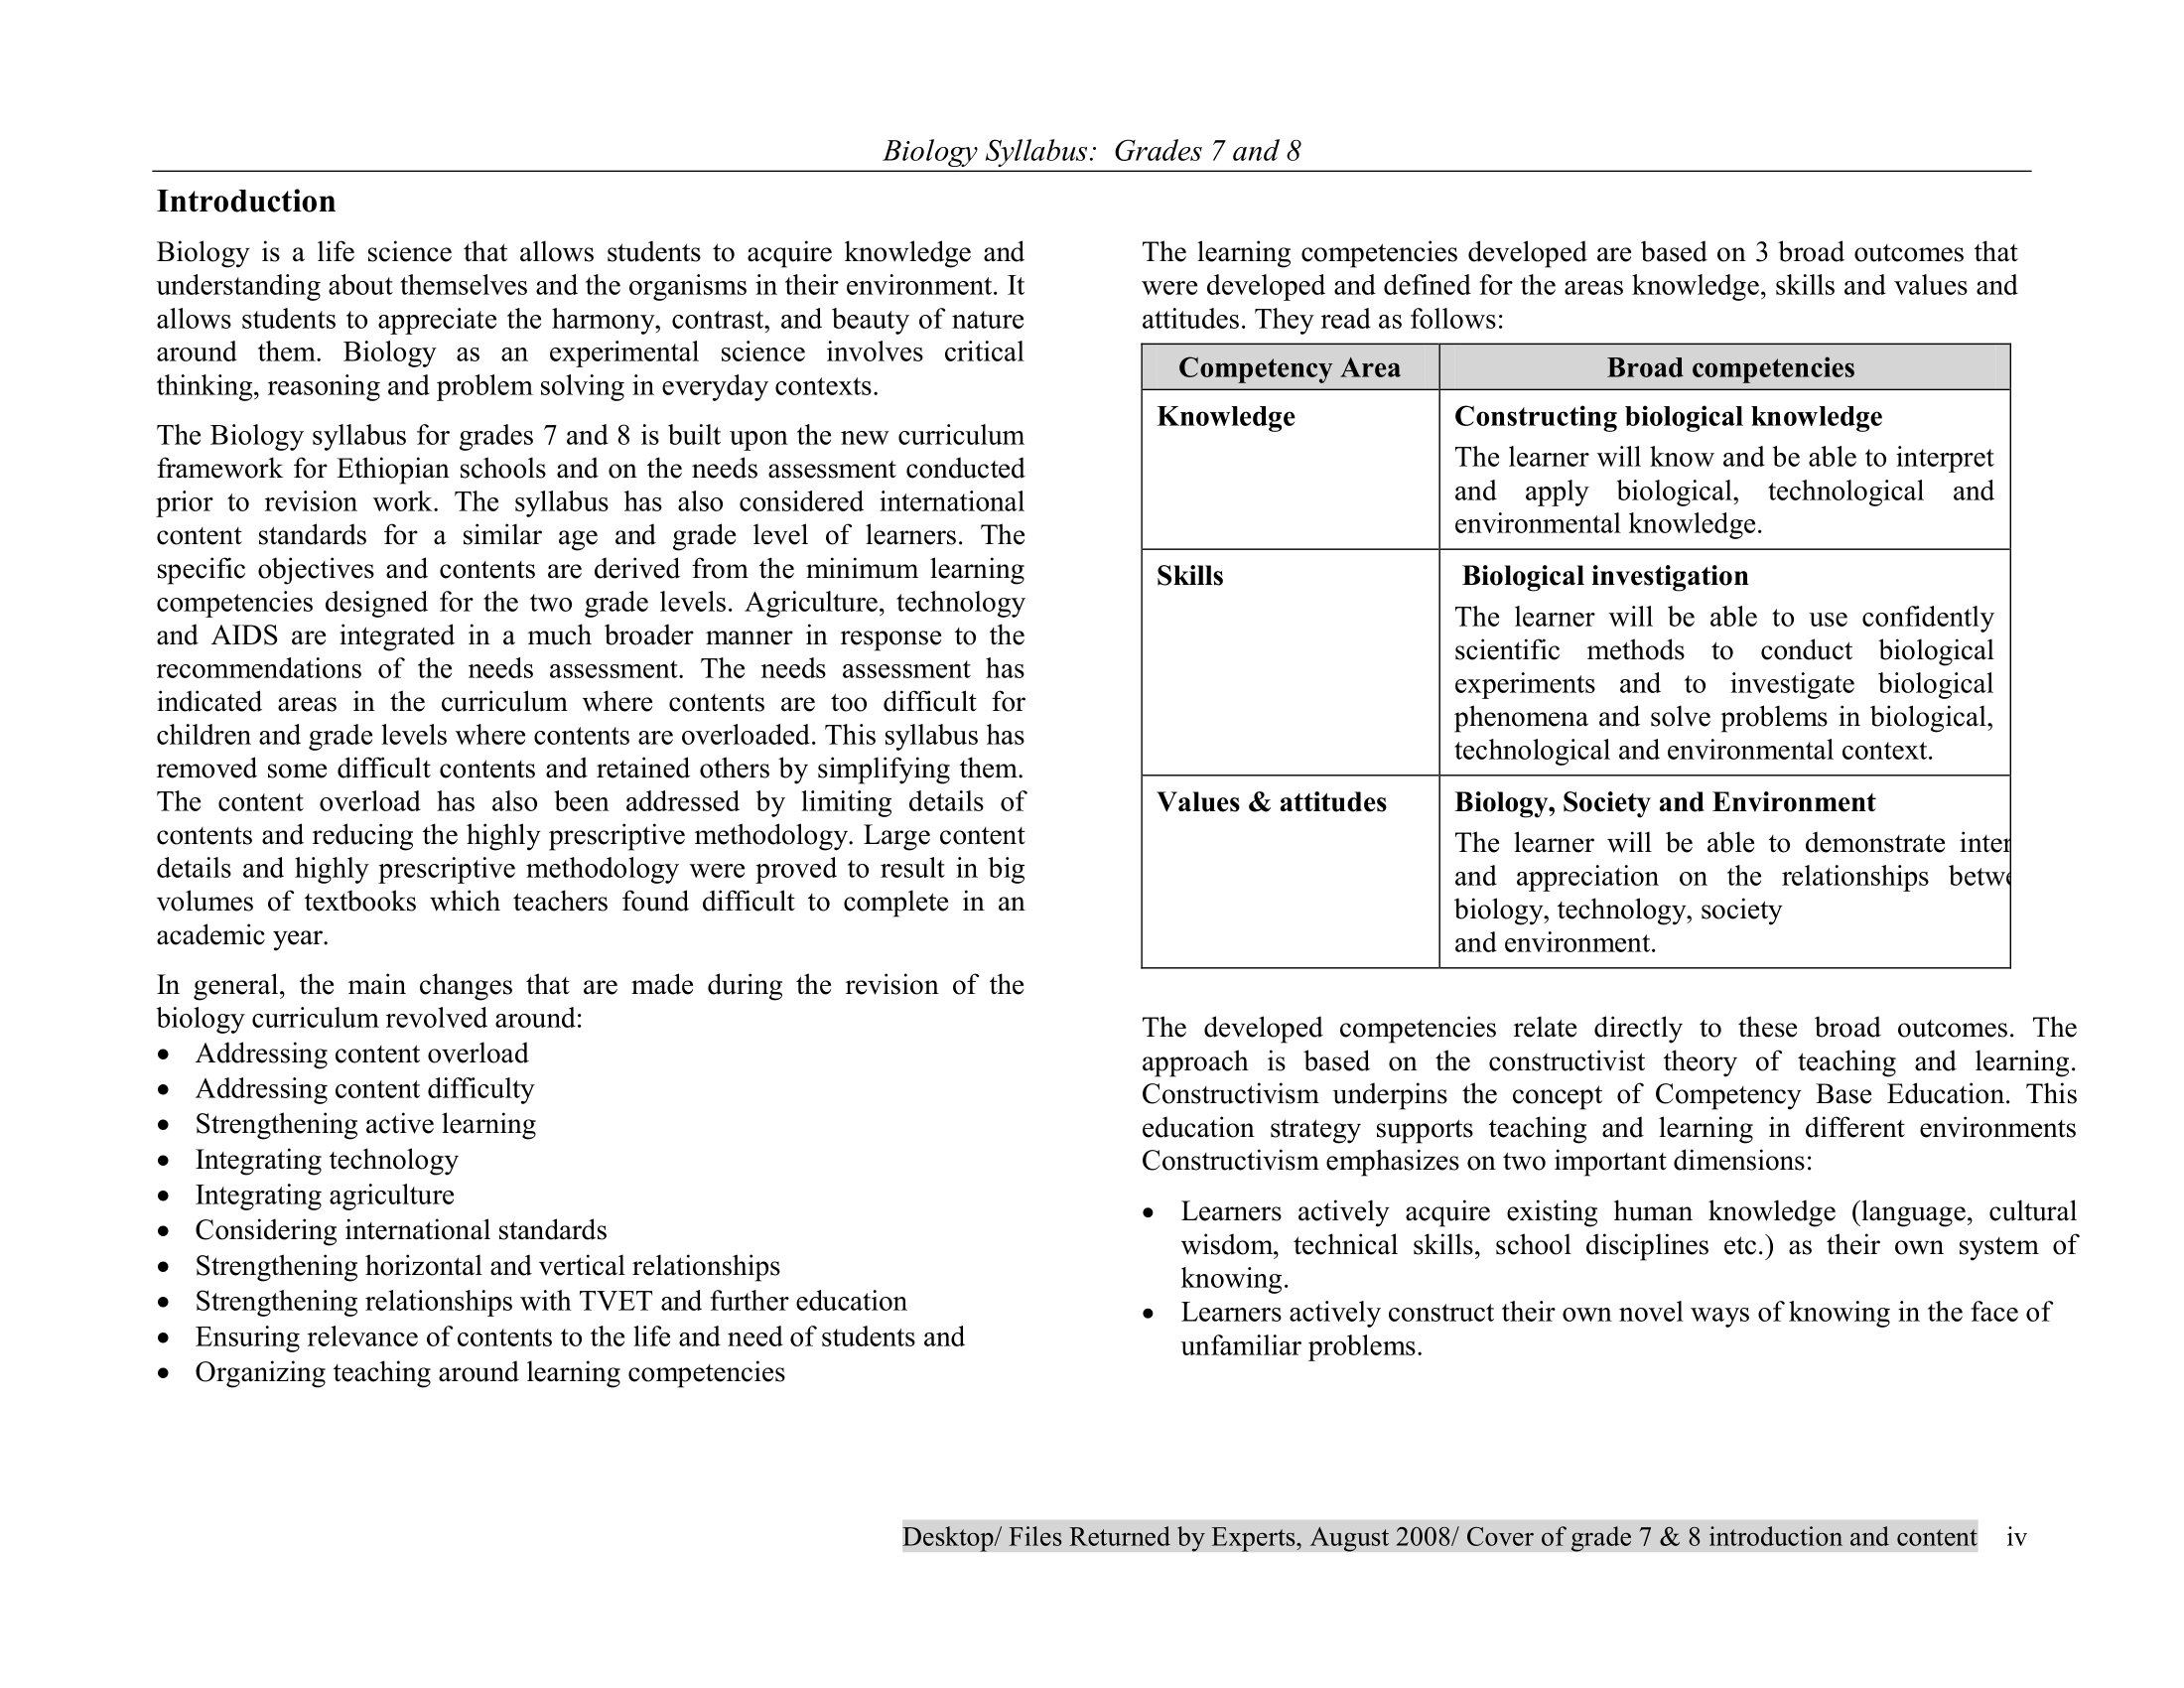 Biology Syllabus: Grades 7 and 8
Introduction
Biology is a life science that allows students to acquire knowledge and
understanding about themselves and the organisms in their environment. It
allows students to appreciate the harmony, contrast, and beauty of nature
around them. Biology as an experimental science involves critical
thinking, reasoning and problem solving in everyday contexts.
The Biology syllabus for grades 7 and 8 is built upon the new curriculum
framework for Ethiopian schools and on the needs assessment conducted
prior to revision work. The syllabus has also considered international
content standards for a similar age and grade level of learners. The
specific objectives and contents are derived from the minimum learning
competencies designed for the two grade levels. Agriculture, technology
and AIDS are integrated in a much broader manner in response to the
recommendations of the needs assessment. The needs assessment has
indicated areas in the curriculum where contents are too difficult for
children and grade levels where contents are overloaded. This syllabus has
removed some difficult contents and retained others by simplifying them.
The content overload has also been addressed by limiting details of
contents and reducing the highly prescriptive methodology. Large content
details and highly prescriptive methodology were proved to result in big
volumes of textbooks which teachers found difficult to complete in an
academic year.
In general, the main changes that are made during the revision of the
biology curriculum revolved around:
• Addressing content overload
• Addressing content difficulty
• Strengthening active learning
• Integrating technology
• Integrating agriculture
• Considering international standards
• Strengthening horizontal and vertical relationships
• Strengthening relationships with TVET and further education
• Ensuring relevance of contents to the life and need of students and
• Organizing teaching around learning competencies
The learning competencies developed are based on 3 broad outcomes that
were developed and defined for the areas knowledge, skills and values and
attitudes. They read as follows:
Competency Area Broad competencies
Knowledge Constructing biological knowledge
The learner will know and be able to interpret
and apply biological, technological and
environmental knowledge.
Skills Biological investigation
The learner will be able to use confidently
scientific methods to conduct biological
experiments and to investigate biological
phenomena and solve problems in biological,
technological and environmental context.
Values & attitudes Biology, Society and Environment
The learner will be able to demonstrate inter
and appreciation on the relationships betwe
biology, technology, society
and environment.
The developed competencies relate directly to these broad outcomes. The
approach is based on the constructivist theory of teaching and learning.
Constructivism underpins the concept of Competency Base Education. This
education strategy supports teaching and learning in different environments
Constructivism emphasizes on two important dimensions:
• Learners actively acquire existing human knowledge (language, cultural
wisdom, technical skills, school disciplines etc.) as their own system of
knowing.
• Learners actively construct their own novel ways of knowing in the face of
unfamiliar problems.
Desktop/ Files Returned by Experts, August 2008/ Cover of grade 7 & 8 introduction and content iv